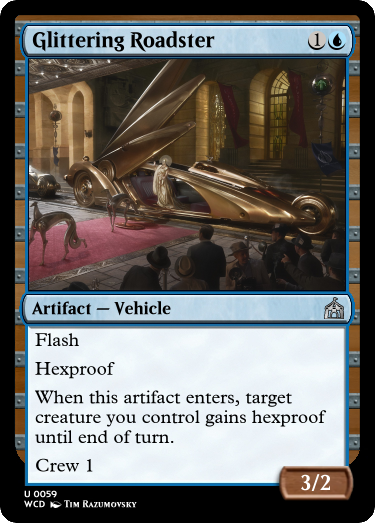 Glittering Roadster 1
Artifact — Vehicle
Flash
Hexproof
When this artifact enters, target
creature you control gains hexproof
until end of turn.
Crew 1
3/2
U 0059
WCD Tim Razumovsky